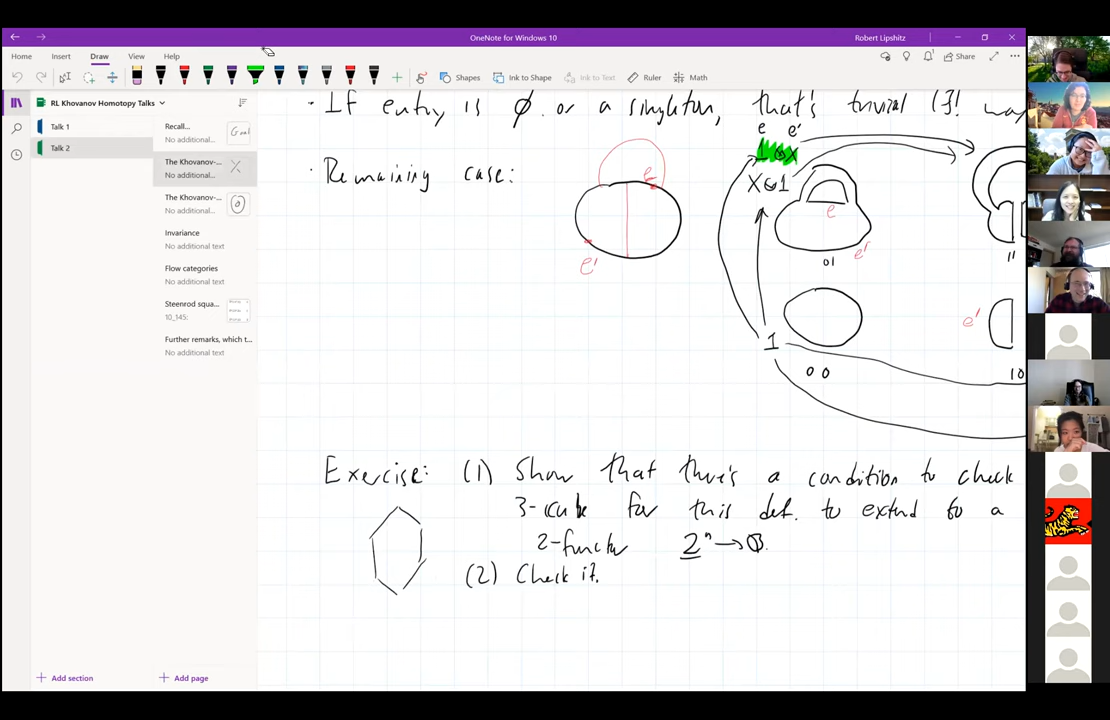 OneNote for Windows 10
Robert Lipshitz
Home Insert Draw View Help
Share
Shapes Ink to Shape Ink to Text Ruler Math
RL Khovanov Homotopy Talks
Talk 1
Talk 2
Recall...
No additional...
Goal
The Khovanov-...
No additional...
The Khovanov-...
No additional...
Invariance
No additional text
Flow categories
No additional text
Steenrod squa...
10_145:
Further remarks, which t...
No additional text
Add section
Add page
· If entry is ∅ or a singleton, that's trivial (∃! wa
· Remaining case:
e
e'
e e'
1⊗X
X⊗1
e
e'
01
11
1
00
e'
10
Exercise: (1) Show that there's a condition to check
3-cube for this def. to extend to a
2-functor 2ⁿ →
(2) Check it.